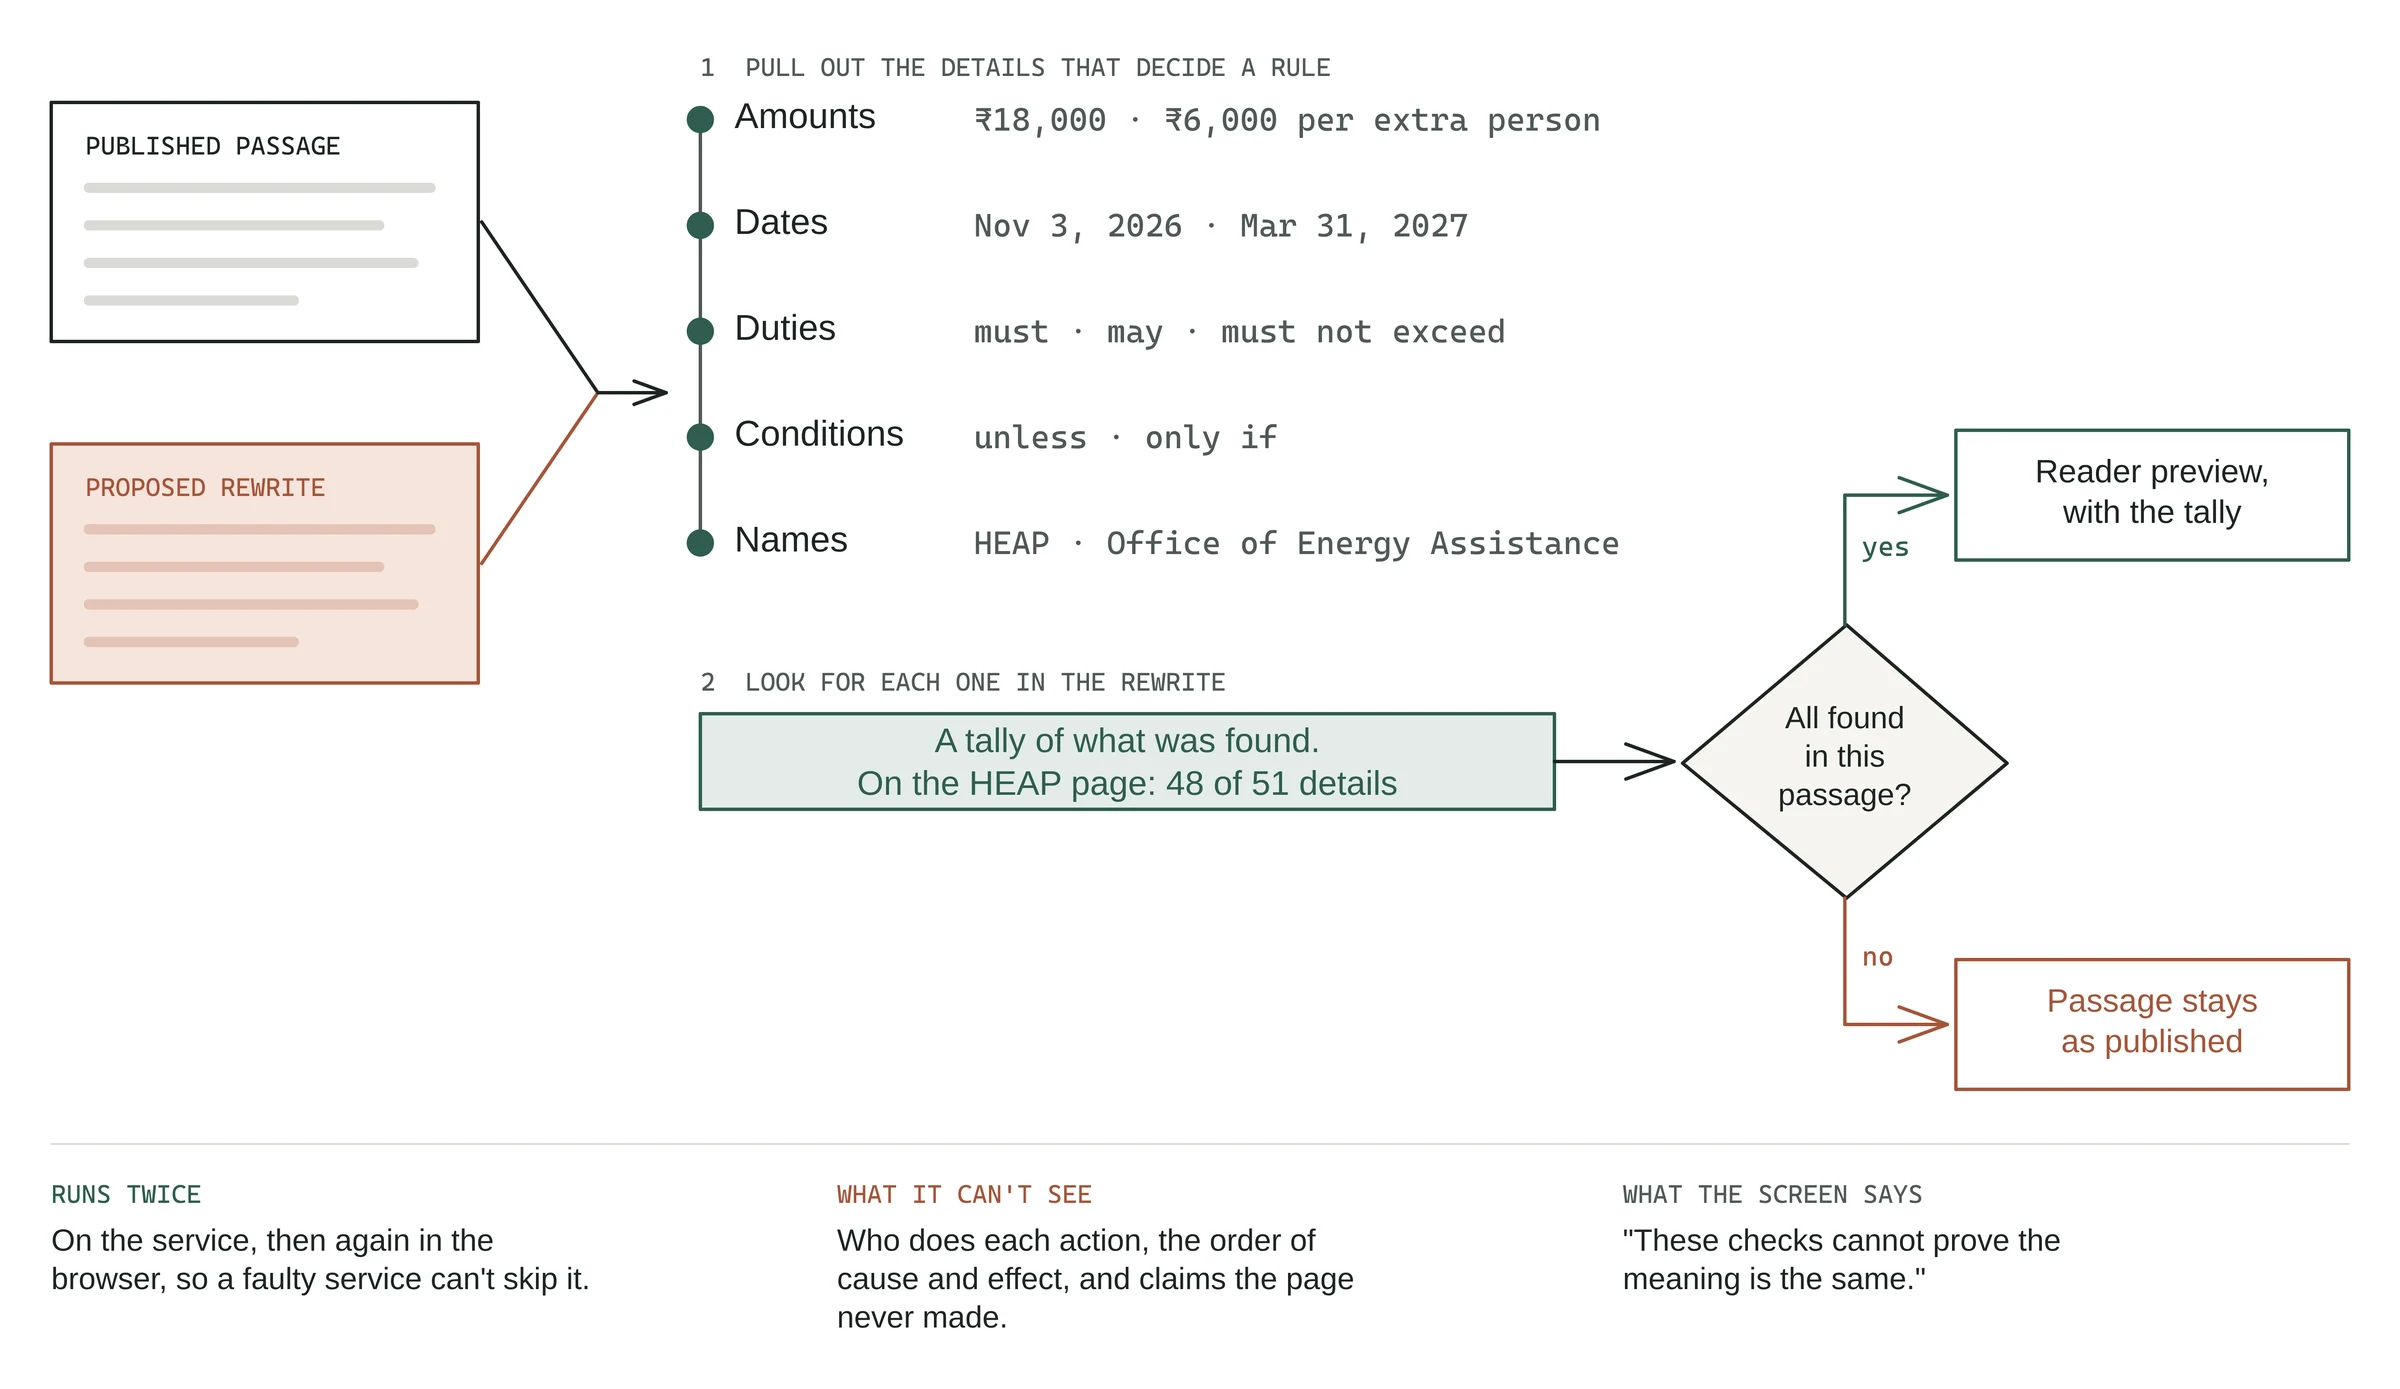 PUBLISHED PASSAGE
PROPOSED REWRITE
1 PULL OUT THE DETAILS THAT DECIDE A RULE
Amounts ₹18,000 · ₹6,000 per extra person
Dates Nov 3, 2026 · Mar 31, 2027
Duties must · may · must not exceed
Conditions unless · only if
Names HEAP · Office of Energy Assistance
2 LOOK FOR EACH ONE IN THE REWRITE
A tally of what was found.
On the HEAP page: 48 of 51 details
All found
in this
passage?
yes
Reader preview,
with the tally
no
Passage stays
as published
RUNS TWICE
On the service, then again in the
browser, so a faulty service can't skip it.
WHAT IT CAN'T SEE
Who does each action, the order of
cause and effect, and claims the page
never made.
WHAT THE SCREEN SAYS
"These checks cannot prove the
meaning is the same."